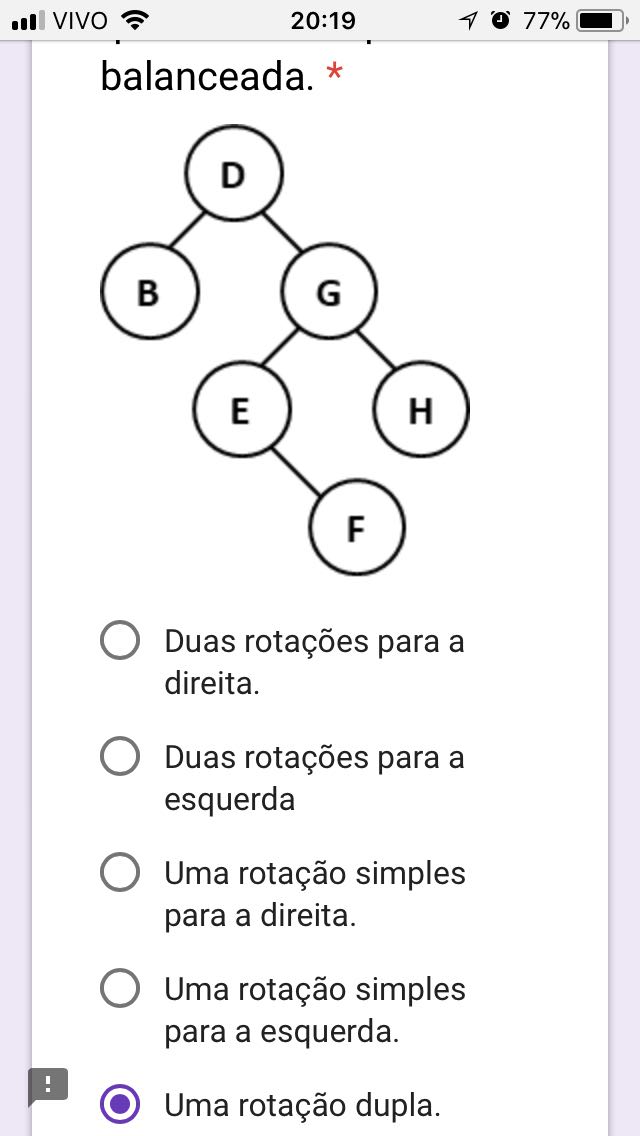 VIVO 20:19 77%
balanceada. *
D
B
G
E
H
F
Duas rotações para a
direita.
Duas rotações para a
esquerda
Uma rotação simples
para a direita.
Uma rotação simples
para a esquerda.
!
Uma rotação dupla.